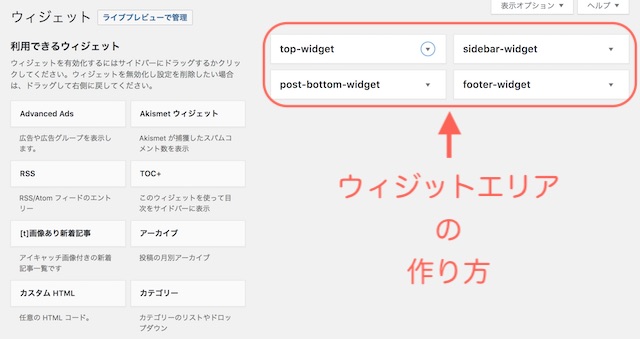 ウィジェット ライブプレビューで管理
表示オプション ▼ ヘルプ ▼
利用できるウィジェット
ウィジェットを有効化するにはサイドバーにドラッグするかクリックしてください。ウィジェットを無効化し設定を削除したい場合は、ドラッグして右側に戻してください。
Advanced Ads
広告や広告グループを表示します。
Akismet ウィジェット
Akismet が捕獲したスパムコメント数を表示
RSS
RSS/Atom フィードのエントリー
TOC+
このウィジェットを使って目次をサイドバーに表示
[t]画像あり新着記事
アイキャッチ画像付きの新着記事一覧です
アーカイブ
投稿の月別アーカイブ
カスタム HTML
任意の HTML コード。
カテゴリー
カテゴリーのリストやドロップダウン
top-widget
sidebar-widget
post-bottom-widget
footer-widget
ウィジットエリア
の
作り方